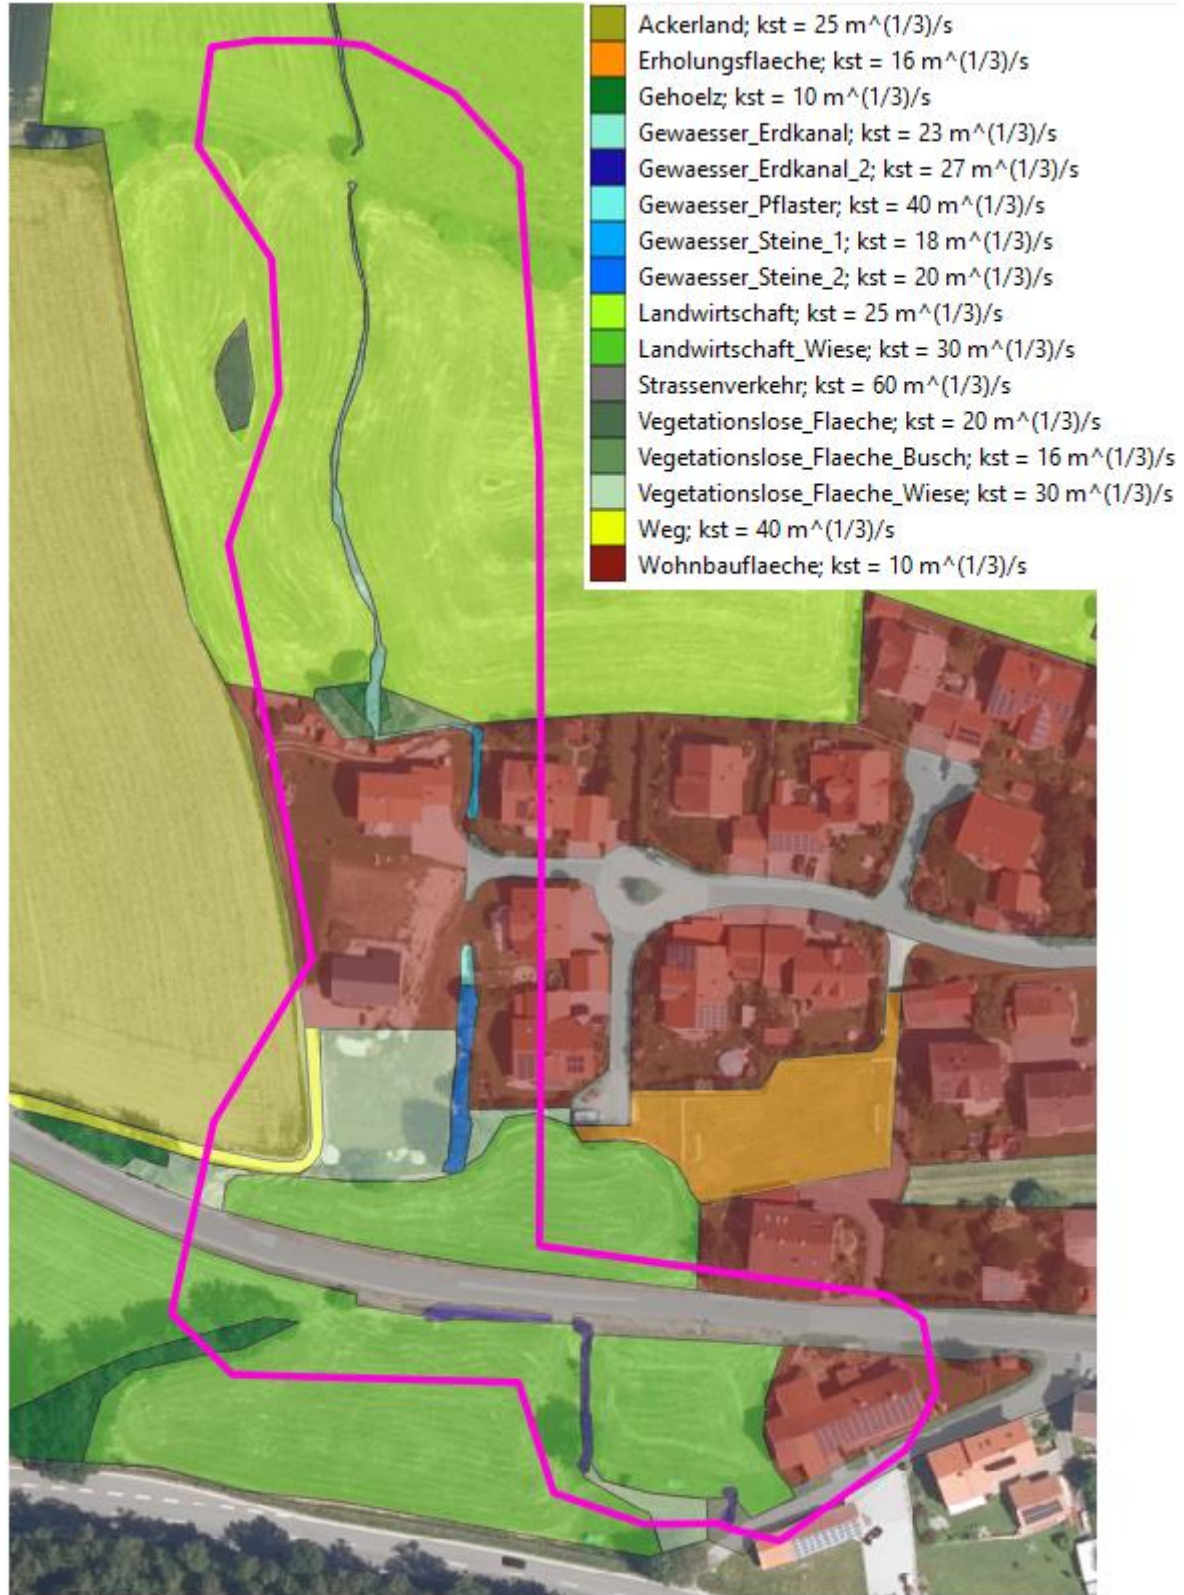 Ackerland; kst = 25 m^(1/3)/s
Erholungsflaeche; kst = 16 m^(1/3)/s
Gehoelz; kst = 10 m^(1/3)/s
Gewaesser_Erdkanal; kst = 23 m^(1/3)/s
Gewaesser_Erdkanal_2; kst = 27 m^(1/3)/s
Gewaesser_Pflaster; kst = 40 m^(1/3)/s
Gewaesser_Steine_1; kst = 18 m^(1/3)/s
Gewaesser_Steine_2; kst = 20 m^(1/3)/s
Landwirtschaft; kst = 25 m^(1/3)/s
Landwirtschaft_Wiese; kst = 30 m^(1/3)/s
Strassenverkehr; kst = 60 m^(1/3)/s
Vegetationslose_Flaeche; kst = 20 m^(1/3)/s
Vegetationslose_Flaeche_Busch; kst = 16 m^(1/3)/s
Vegetationslose_Flaeche_Wiese; kst = 30 m^(1/3)/s
Weg; kst = 40 m^(1/3)/s
Wohnbauflaeche; kst = 10 m^(1/3)/s